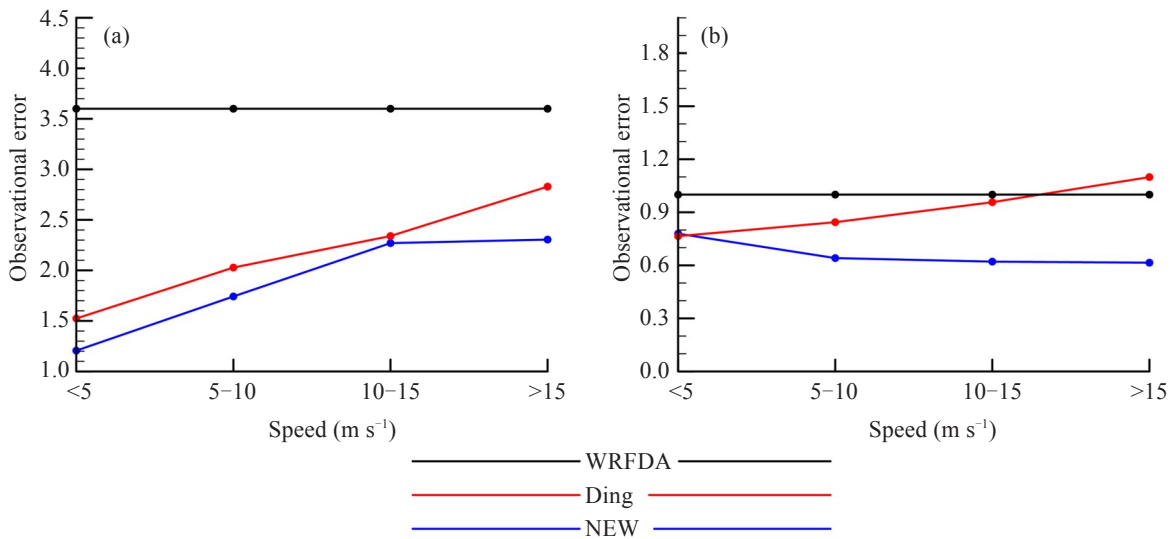 (a)
Observational error
4.5
4.0
3.5
3.0
2.5
2.0
1.5
1.0
<5
5−10
10−15
>15
Speed (m s⁻¹)
(b)
Observational error
1.8
1.5
1.2
0.9
0.6
0.3
0.0
<5
5−10
10−15
>15
Speed (m s⁻¹)
WRFDA
Ding
NEW